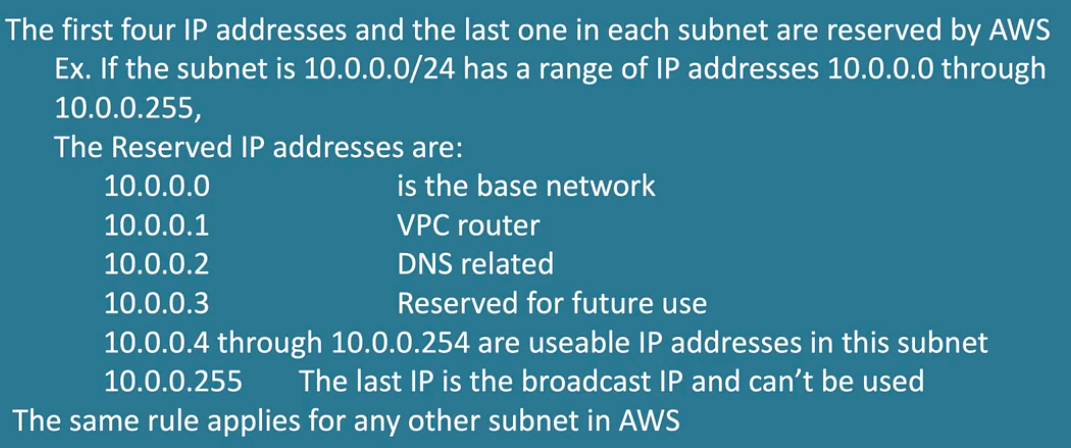 The first four IP addresses and the last one in each subnet are reserved by AWS
Ex. If the subnet is 10.0.0.0/24 has a range of IP addresses 10.0.0.0 through
10.0.0.255,
The Reserved IP addresses are:
10.0.0.0 is the base network
10.0.0.1 VPC router
10.0.0.2 DNS related
10.0.0.3 Reserved for future use
10.0.0.4 through 10.0.0.254 are useable IP addresses in this subnet
10.0.0.255 The last IP is the broadcast IP and can't be used
The same rule applies for any other subnet in AWS